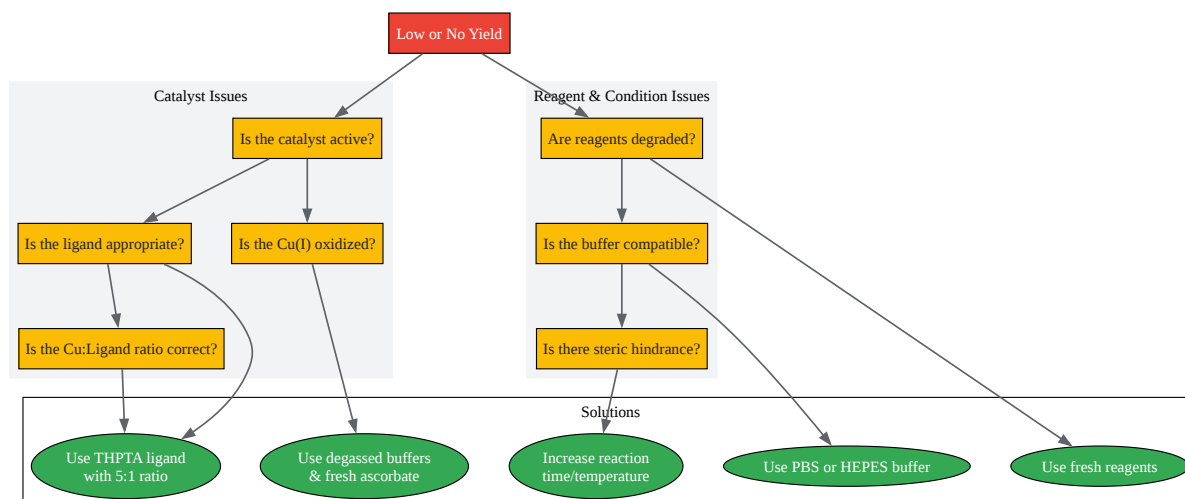 Low or No Yield
Catalyst Issues
Reagent & Condition Issues
Is the catalyst active?
Are reagents degraded?
Is the ligand appropriate?
Is the Cu(I) oxidized?
Is the buffer compatible?
Is the Cu:Ligand ratio correct?
Is there steric hindrance?
Solutions
Use THPTA ligand
with 5:1 ratio
Use degassed buffers
& fresh ascorbate
Increase reaction
time/temperature
Use PBS or HEPES buffer
Use fresh reagents